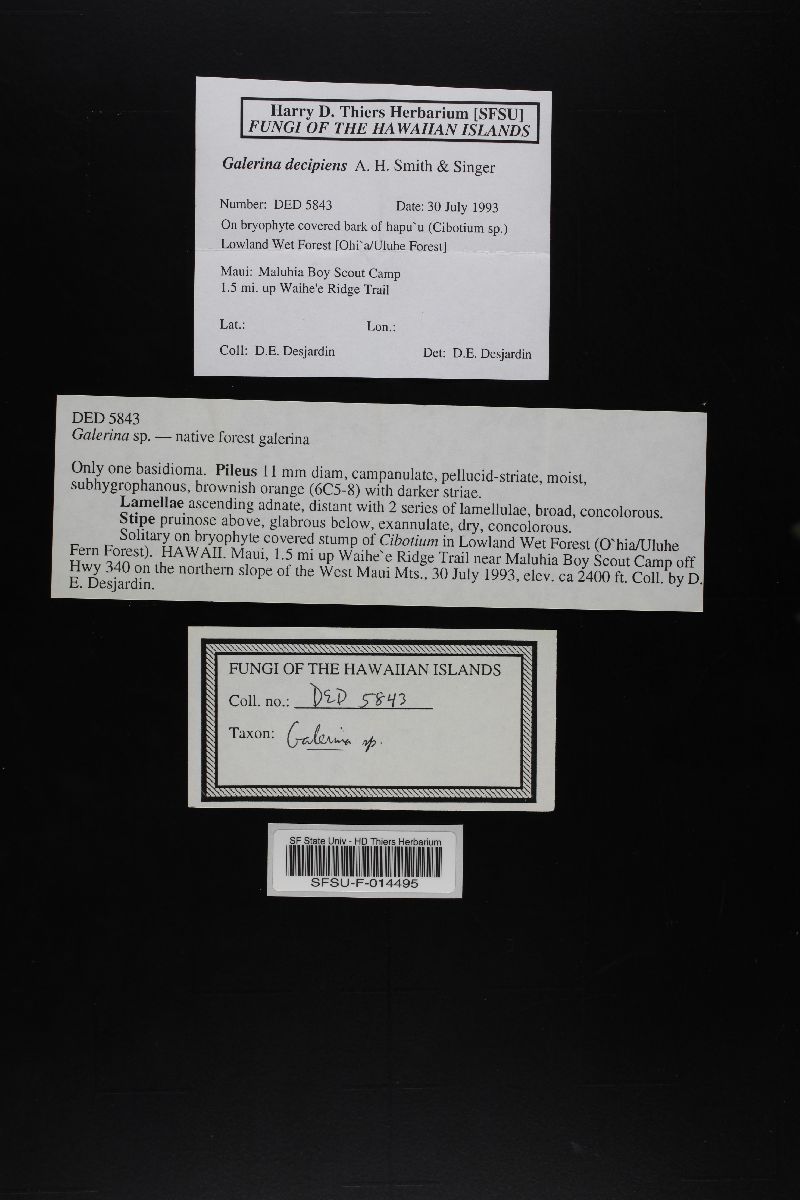 Harry D. Thiers Herbarium [SFSU]
FUNGI OF THE HAWAIIAN ISLANDS
Galerina decipiens A. H. Smith & Singer
Number: DED 5843 Date: 30 July 1993
On bryophyte covered bark of hapu`u (Cibotium sp.)
Lowland Wet Forest [Ohi`a/Uluhe Forest]
Maui: Maluhia Boy Scout Camp
1.5 mi. up Waihe'e Ridge Trail
Lat.: Lon.:
Coll: D.E. Desjardin Det: D.E. Desjardin
DED 5843
Galerina sp. — native forest galerina
Only one basidioma. Pileus 11 mm diam, campanulate, pellucid-striate, moist,
subhygrophanous, brownish orange (6C5-8) with darker striae.
Lamellae ascending adnate, distant with 2 series of lamellulae, broad, concolorous.
Stipe pruinose above, glabrous below, exannulate, dry, concolorous.
Solitary on bryophyte covered stump of Cibotium in Lowland Wet Forest (O`hia/Uluhe
Fern Forest). HAWAII. Maui, 1.5 mi up Waihe`e Ridge Trail near Maluhia Boy Scout Camp off
Hwy 340 on the northern slope of the West Maui Mts., 30 July 1993, elev. ca 2400 ft. Coll. by D.
E. Desjardin.
FUNGI OF THE HAWAIIAN ISLANDS
Coll. no.: DED 5843
Taxon: Galerina sp.
SF State Univ - HD Thiers Herbarium
SFSU-F-014495